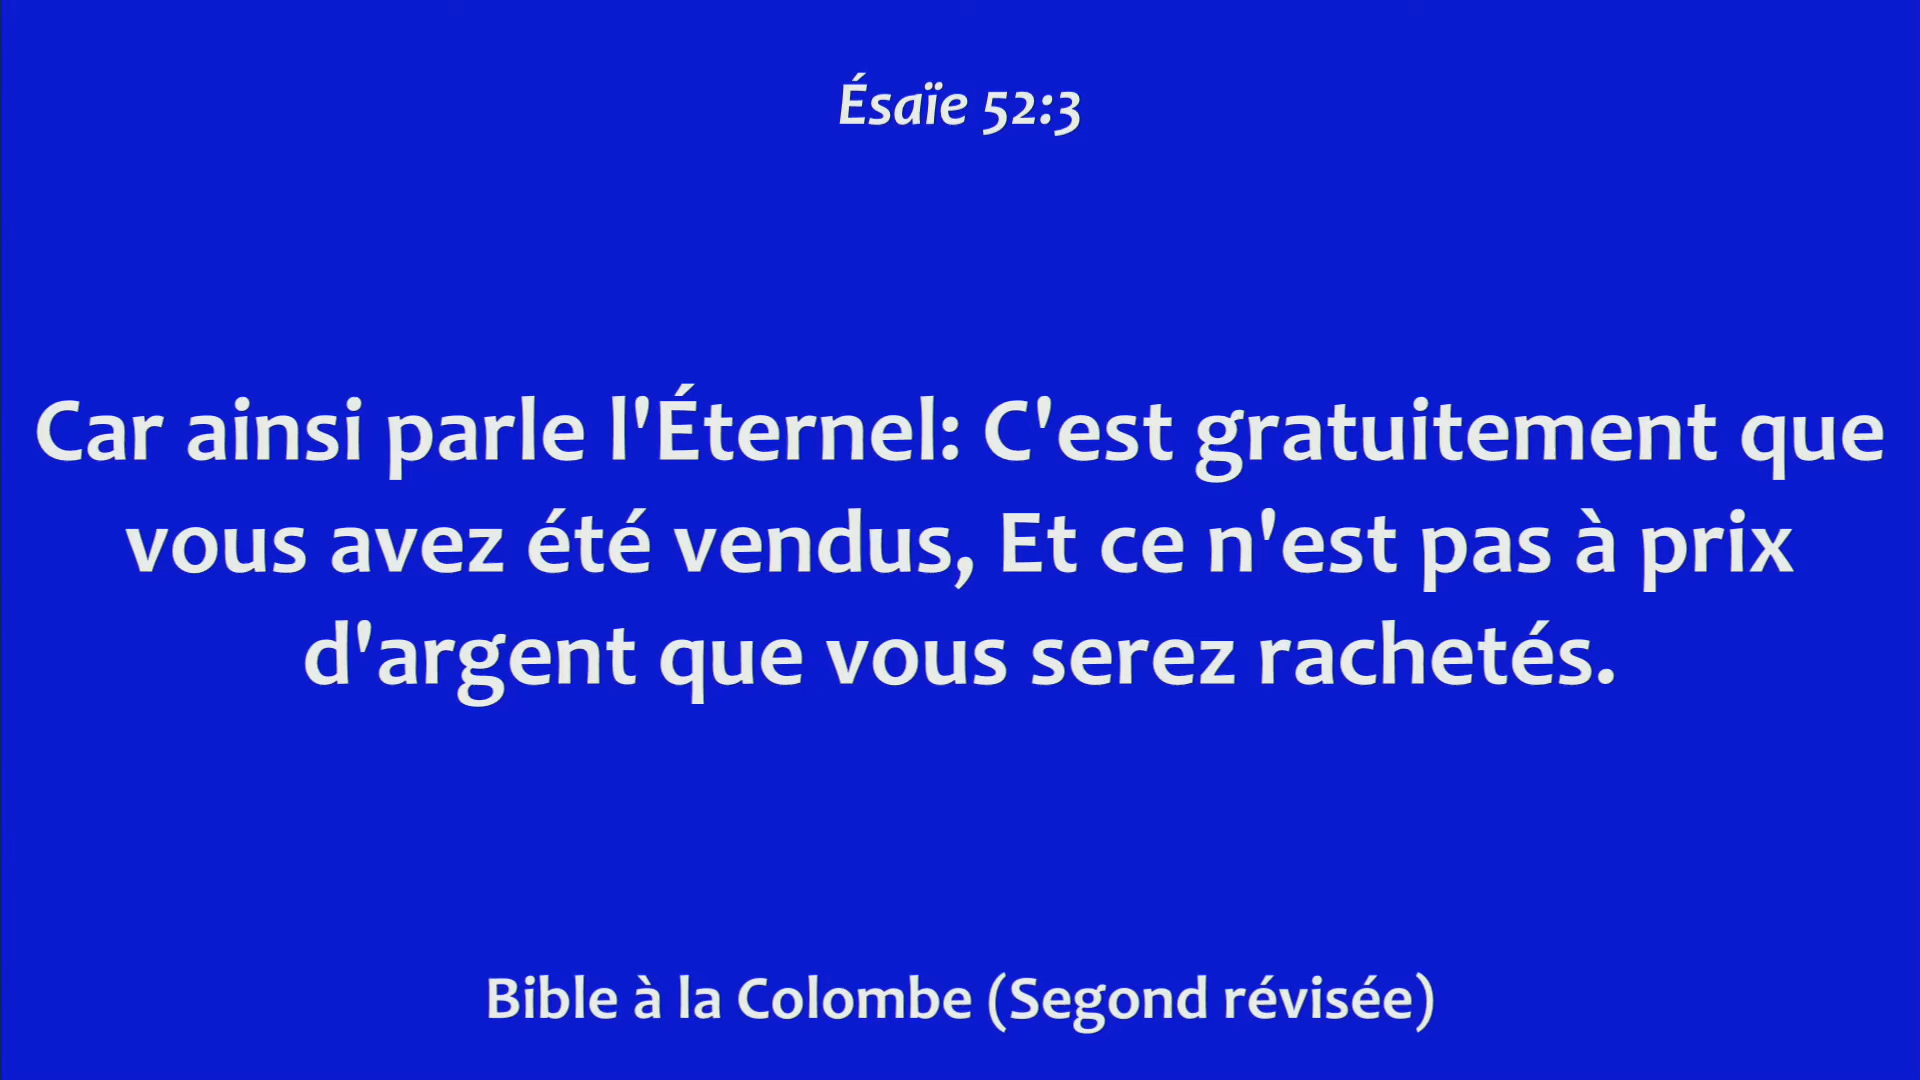 Ésaïe 52:3
Car ainsi parle l'Éternel: C'est gratuitement que
vous avez été vendus, Et ce n'est pas à prix
d'argent que vous serez rachetés.
Bible à la Colombe (Segond révisée)